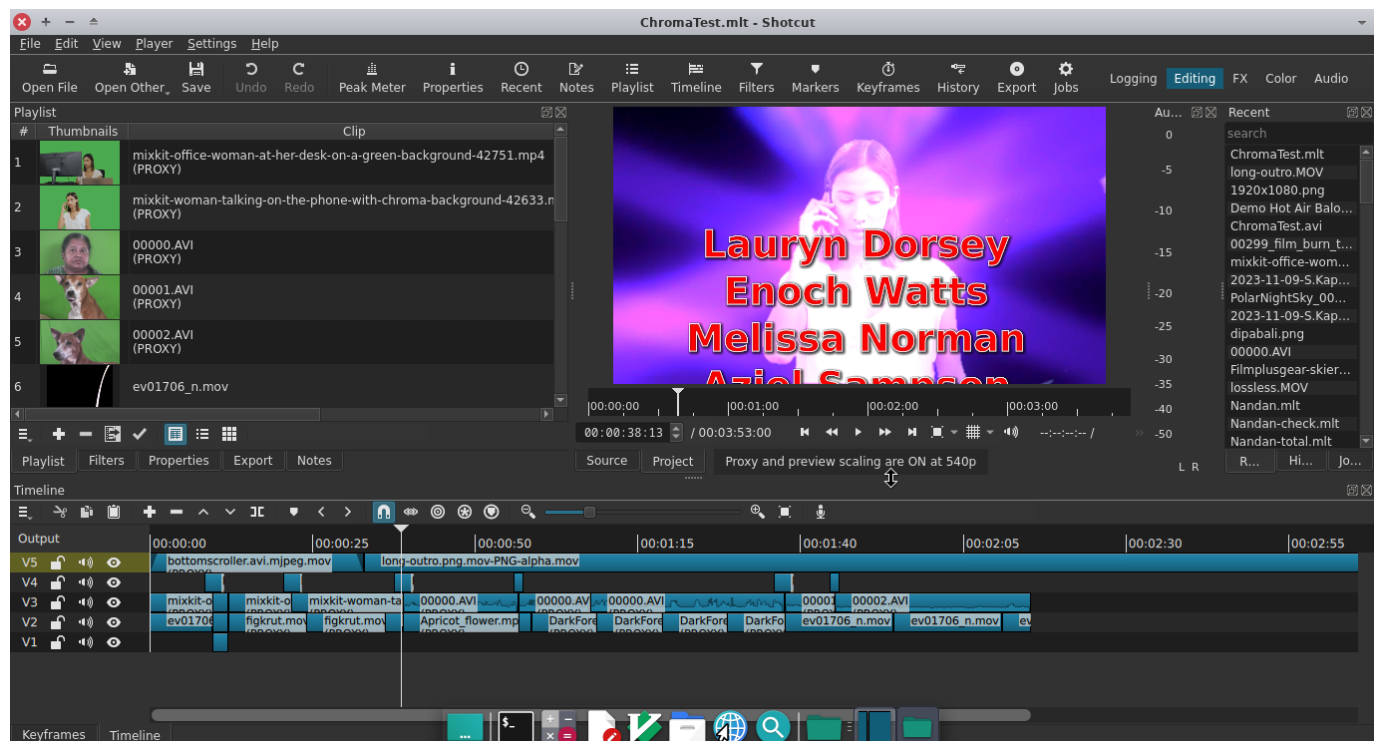 ChromaTest.mlt - Shotcut
File Edit View Player Settings Help
Open File Open Other Save Undo Redo Peak Meter Properties Recent Notes Playlist Timeline Filters Markers Keyframes History Export Jobs Logging Editing FX Color Audio
Playlist
# Thumbnails Clip
1 mixkit-office-woman-at-her-desk-on-a-green-background-42751.mp4
(PROXY)
2 mixkit-woman-talking-on-the-phone-with-chroma-background-42633.m
(PROXY)
3 00000.AVI
(PROXY)
4 00001.AVI
(PROXY)
5 00002.AVI
(PROXY)
6 ev01706_n.mov
Playlist Filters Properties Export Notes
Lauryn Dorsey
Enoch Watts
Melissa Norman
Aziel Sampson
00:00:00 00:01:00 00:02:00 00:03:00
00:00:38:13 / 00:03:53:00 --:--:--:-- /
Source Project Proxy and preview scaling are ON at 540p
Au...
0
-5
-10
-15
-20
-25
-30
-35
-40
-50
L R
Recent
search
ChromaTest.mlt
long-outro.MOV
1920x1080.png
Demo Hot Air Balo...
ChromaTest.avi
00299_film_burn_t...
mixkit-office-wom...
2023-11-09-S.Kap...
PolarNightSky_00...
2023-11-09-S.Kap...
dipabali.png
00000.AVI
Filmplusgear-skier...
lossless.MOV
Nandan.mlt
Nandan-check.mlt
Nandan-total.mlt
R... Hi... Jo...
Timeline
Output 00:00:00 00:00:25 00:00:50 00:01:15 00:01:40 00:02:05 00:02:30 00:02:55
V5 bottomscroller.avi.mjpeg.mov long-outro.png.mov-PNG-alpha.mov
V4
V3 mixkit-o mixkit-o mixkit-woman-ta 00000.AVI 00000.AV 00000.AVI 00001 00002.AVI
V2 ev01706 figkrut.mov figkrut.mov Apricot_flower.mp DarkFore DarkFore DarkFore DarkFo ev01706_n.mov ev01706_n.mov ev
V1
Keyframes Timeline